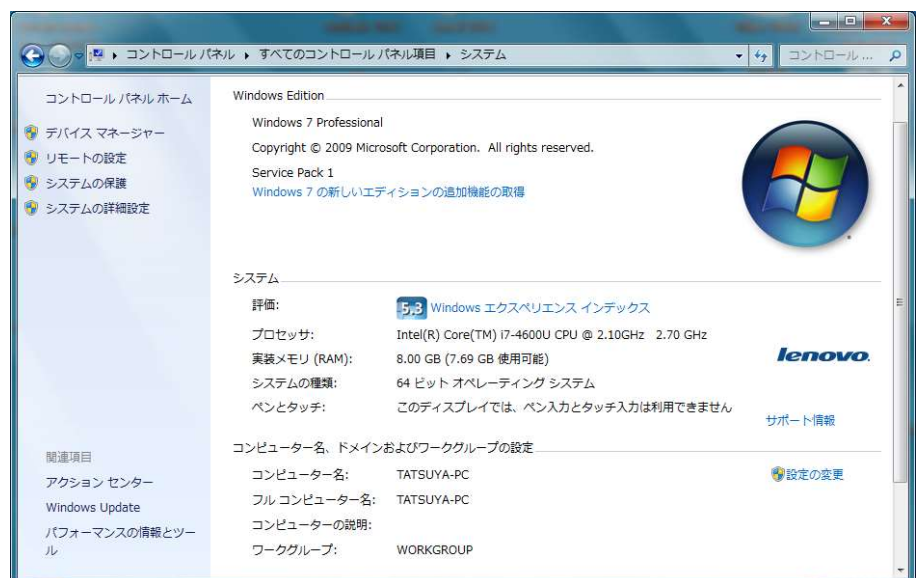 コントロール パネル ▸ すべてのコントロール パネル項目 ▸ システム
コントロール ...
コントロール パネル ホーム
デバイス マネージャー
リモートの設定
システムの保護
システムの詳細設定
Windows Edition
Windows 7 Professional
Copyright © 2009 Microsoft Corporation. All rights reserved.
Service Pack 1
Windows 7 の新しいエディションの追加機能の取得
システム
評価: 5.3 Windows エクスペリエンス インデックス
プロセッサ: Intel(R) Core(TM) i7-4600U CPU @ 2.10GHz 2.70 GHz
実装メモリ (RAM): 8.00 GB (7.69 GB 使用可能)
システムの種類: 64 ビット オペレーティング システム
ペンとタッチ: このディスプレイでは、ペン入力とタッチ入力は利用できません
lenovo.
サポート情報
コンピューター名、ドメインおよびワークグループの設定
コンピューター名: TATSUYA-PC
設定の変更
フル コンピューター名: TATSUYA-PC
コンピューターの説明:
ワークグループ: WORKGROUP
関連項目
アクション センター
Windows Update
パフォーマンスの情報とツー
ル